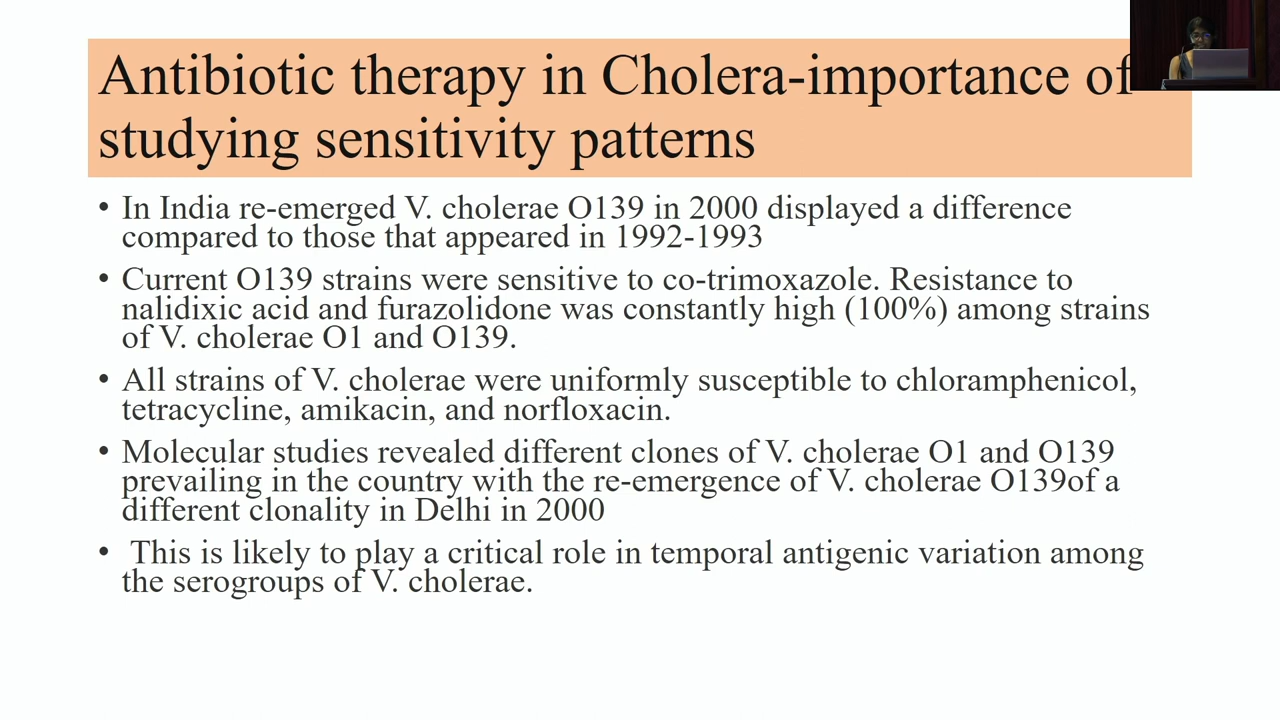 Antibiotic therapy in Cholera-importance of
studying sensitivity patterns
• In India re-emerged V. cholerae O139 in 2000 displayed a difference
compared to those that appeared in 1992-1993
• Current O139 strains were sensitive to co-trimoxazole. Resistance to
nalidixic acid and furazolidone was constantly high (100%) among strains
of V. cholerae O1 and O139.
• All strains of V. cholerae were uniformly susceptible to chloramphenicol,
tetracycline, amikacin, and norfloxacin.
• Molecular studies revealed different clones of V. cholerae O1 and O139
prevailing in the country with the re-emergence of V. cholerae O139of a
different clonality in Delhi in 2000
• This is likely to play a critical role in temporal antigenic variation among
the serogroups of V. cholerae.